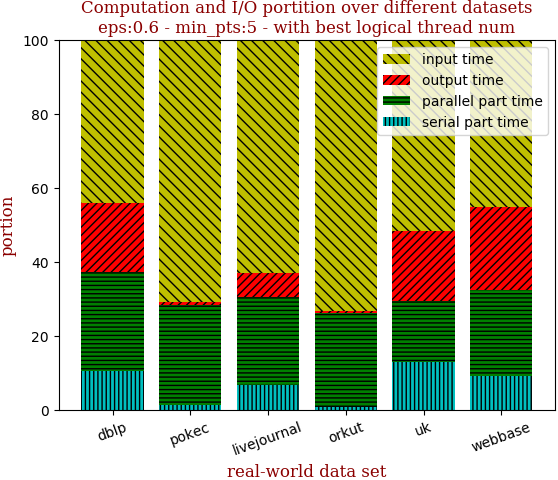 Computation and I/O portition over different datasets
eps:0.6 - min_pts:5 - with best logical thread num
100
80
60
40
20
0
portion
input time
output time
parallel part time
serial part time
dblp
pokec
livejournal
orkut
uk
webbase
real-world data set